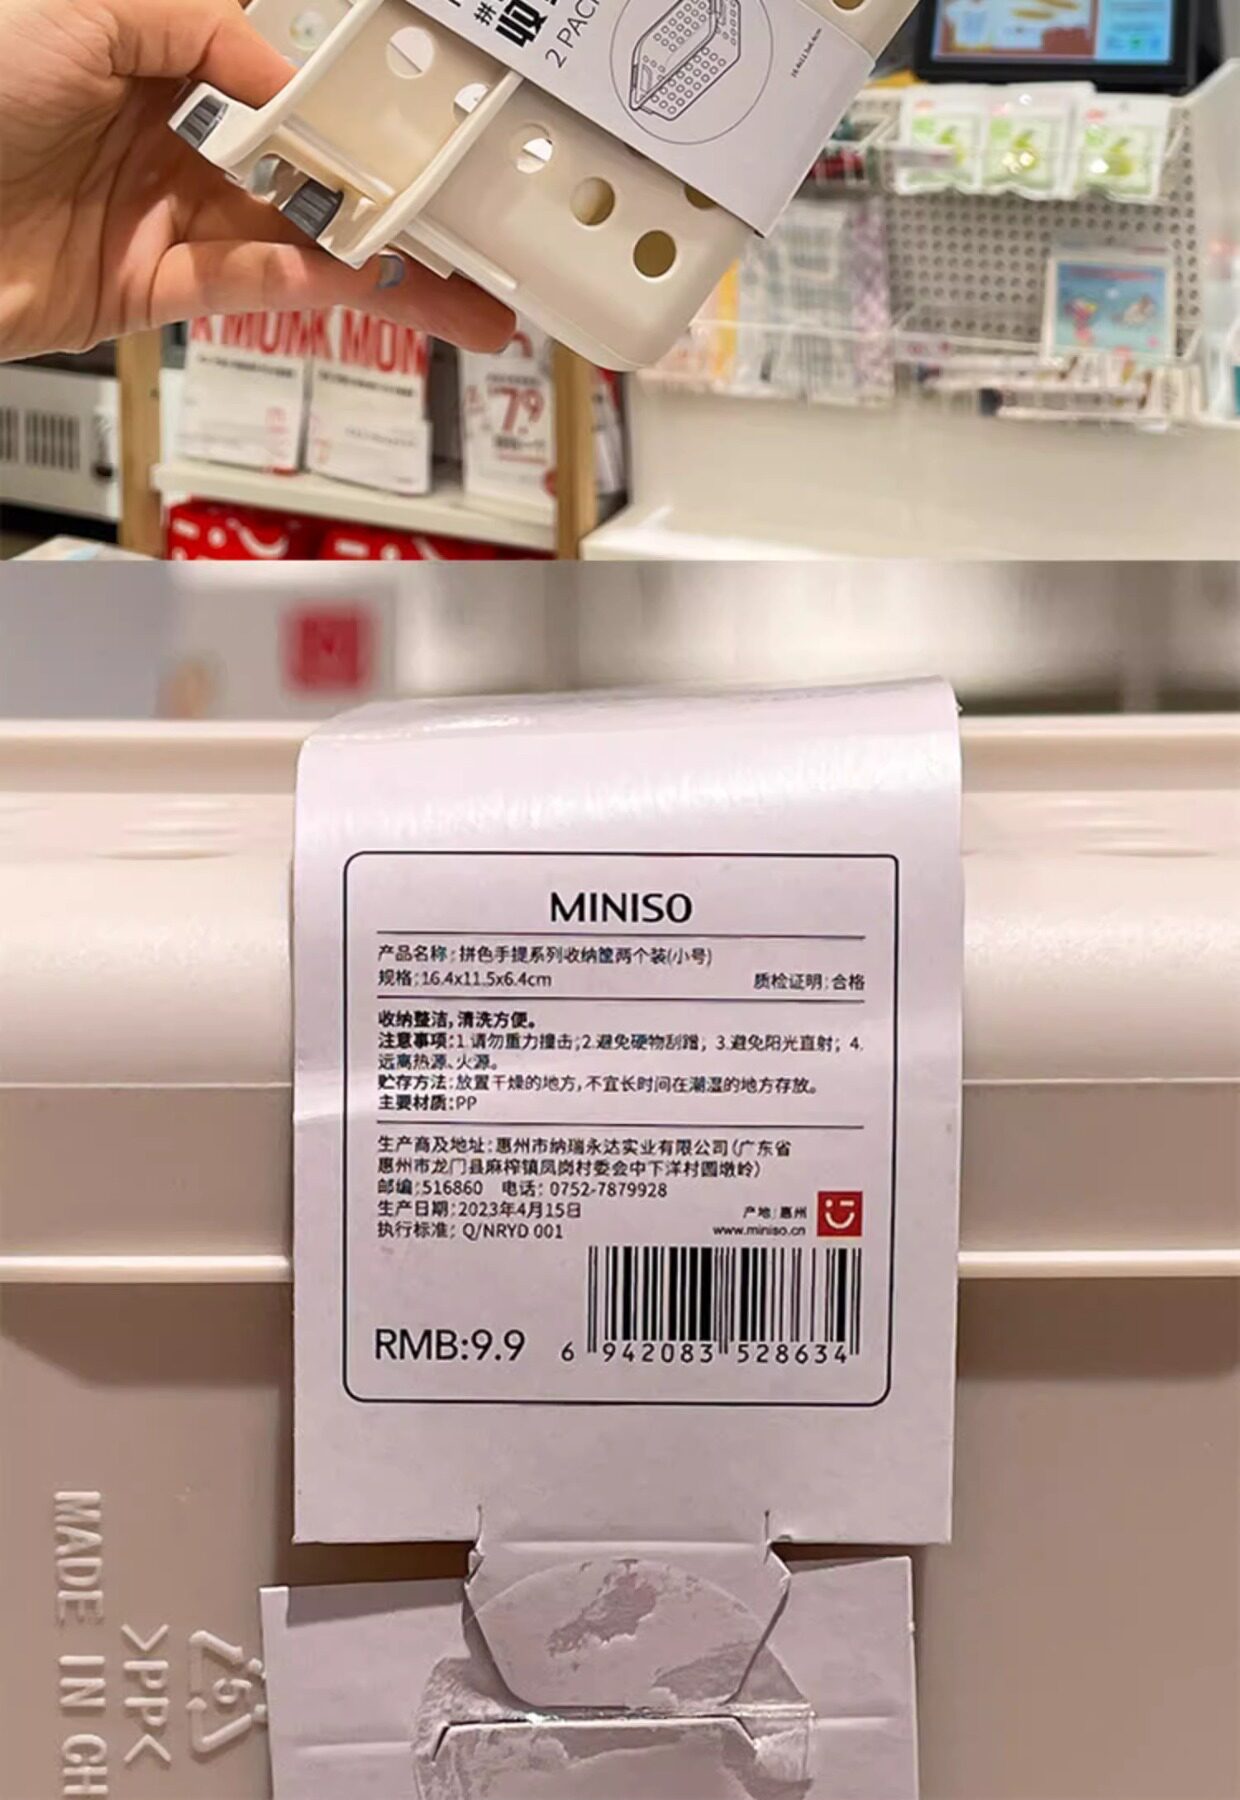 2 PACK
K MON
K MON
79
MINISO
产品名称:拼色手提系列收纳筐两个装(小号)
规格:16.4x11.5x6.4cm 质检证明:合格
收纳整洁,清洗方便。
注意事项:1.请勿重力撞击;2.避免硬物刮蹭;3.避免阳光直射;4.
远离热源、火源。
贮存方法:放置干燥的地方,不宜长时间在潮湿的地方存放。
主要材质:PP
生产商及地址:惠州市纳瑞永达实业有限公司(广东省
惠州市龙门县麻榨镇凤岗村委会中下洋村圆墩岭)
邮编:516860 电话:0752-7879928
生产日期:2023年4月15日
执行标准:Q/NRYD 001
产地:惠州
www.miniso.cn
RMB:9.9
6 942083 528634
MADE IN CH
>PP<
5